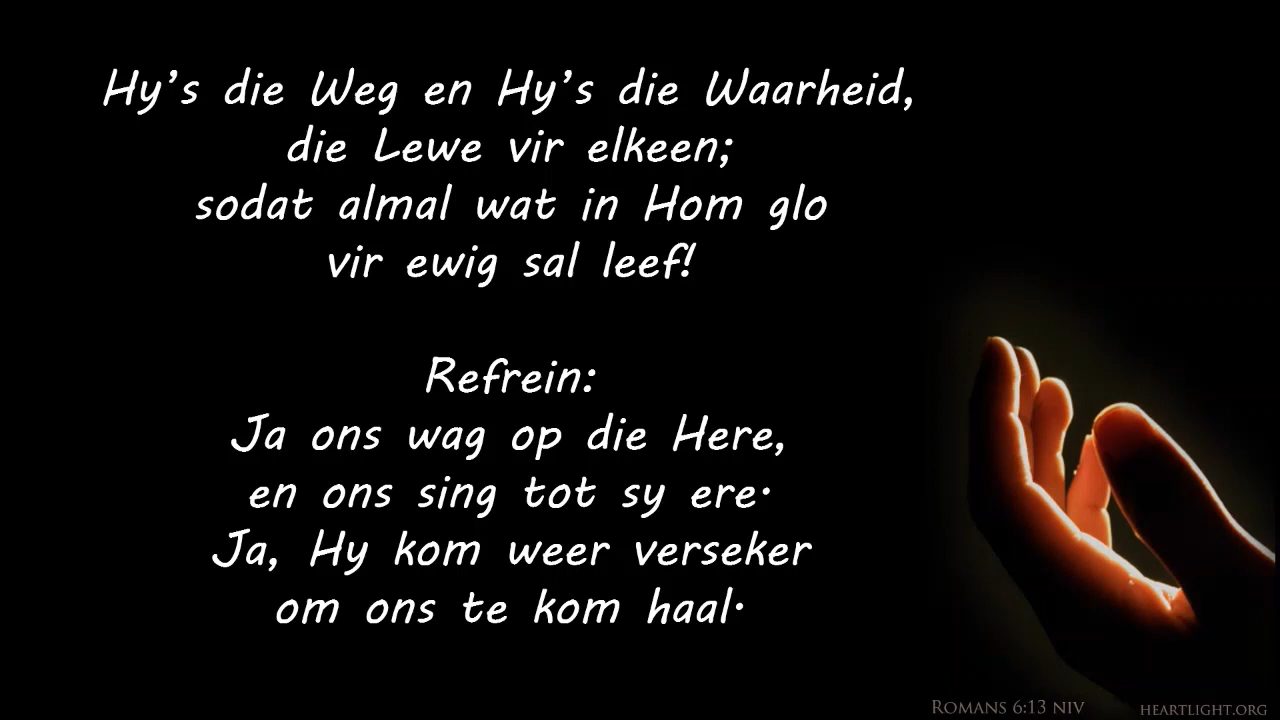 Hy's die Weg en Hy's die Waarheid,
die Lewe vir elkeen;
sodat almal wat in Hom glo
vir ewig sal leef!
Refrein:
Ja ons wag op die Here,
en ons sing tot sy ere.
Ja, Hy kom weer verseker
om ons te kom haal.
Romans 6:13 NIV
heartlight.org